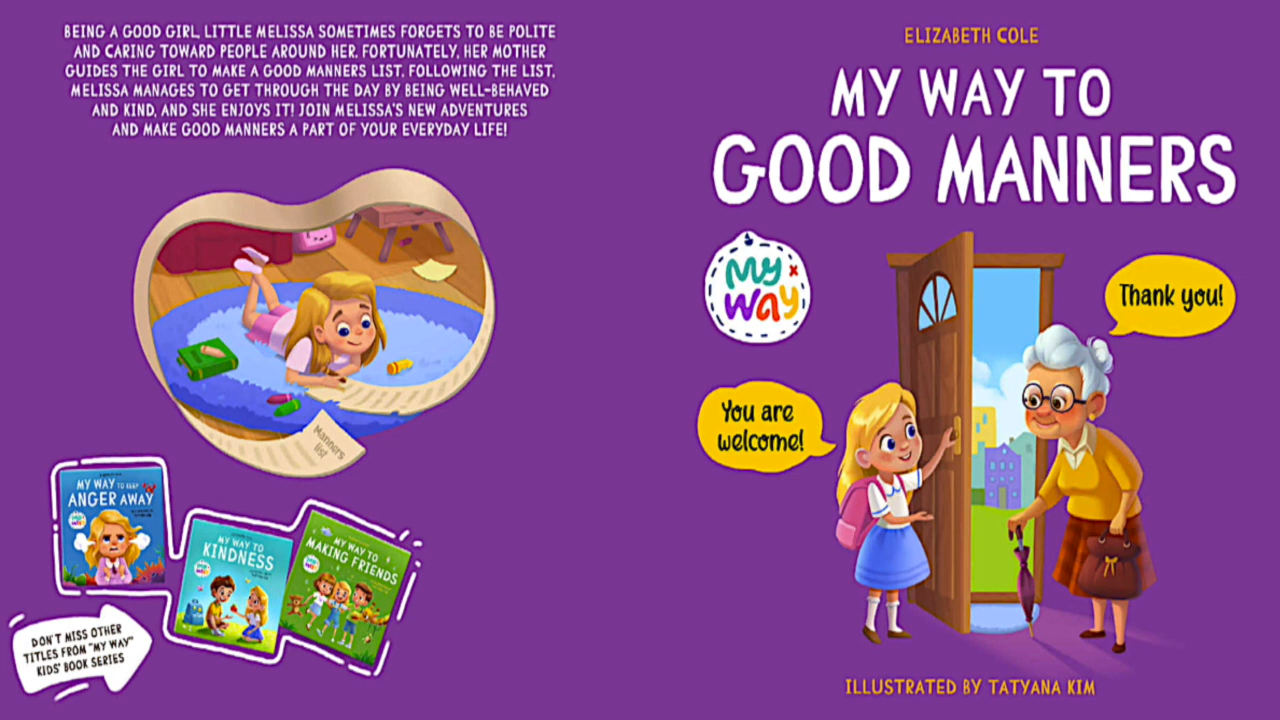 BEING A GOOD GIRL, LITTLE MELISSA SOMETIMES FORGETS TO BE POLITE
AND CARING TOWARD PEOPLE AROUND HER. FORTUNATELY, HER MOTHER
GUIDES THE GIRL TO MAKE A GOOD MANNERS LIST. FOLLOWING THE LIST,
MELISSA MANAGES TO GET THROUGH THE DAY BY BEING WELL-BEHAVED
AND KIND, AND SHE ENJOYS IT! JOIN MELISSA'S NEW ADVENTURES
AND MAKE GOOD MANNERS A PART OF YOUR EVERYDAY LIFE!
Manners
list
MY WAY TO KEEP
ANGER AWAY
MY WAY TO
KINDNESS
MY WAY TO
MAKING FRIENDS
DON'T MISS OTHER
TITLES FROM "MY WAY"
KIDS' BOOK SERIES
ELIZABETH COLE
MY WAY TO
GOOD MANNERS
My
way
Thank you!
You are
welcome!
ILLUSTRATED BY TATYANA KIM